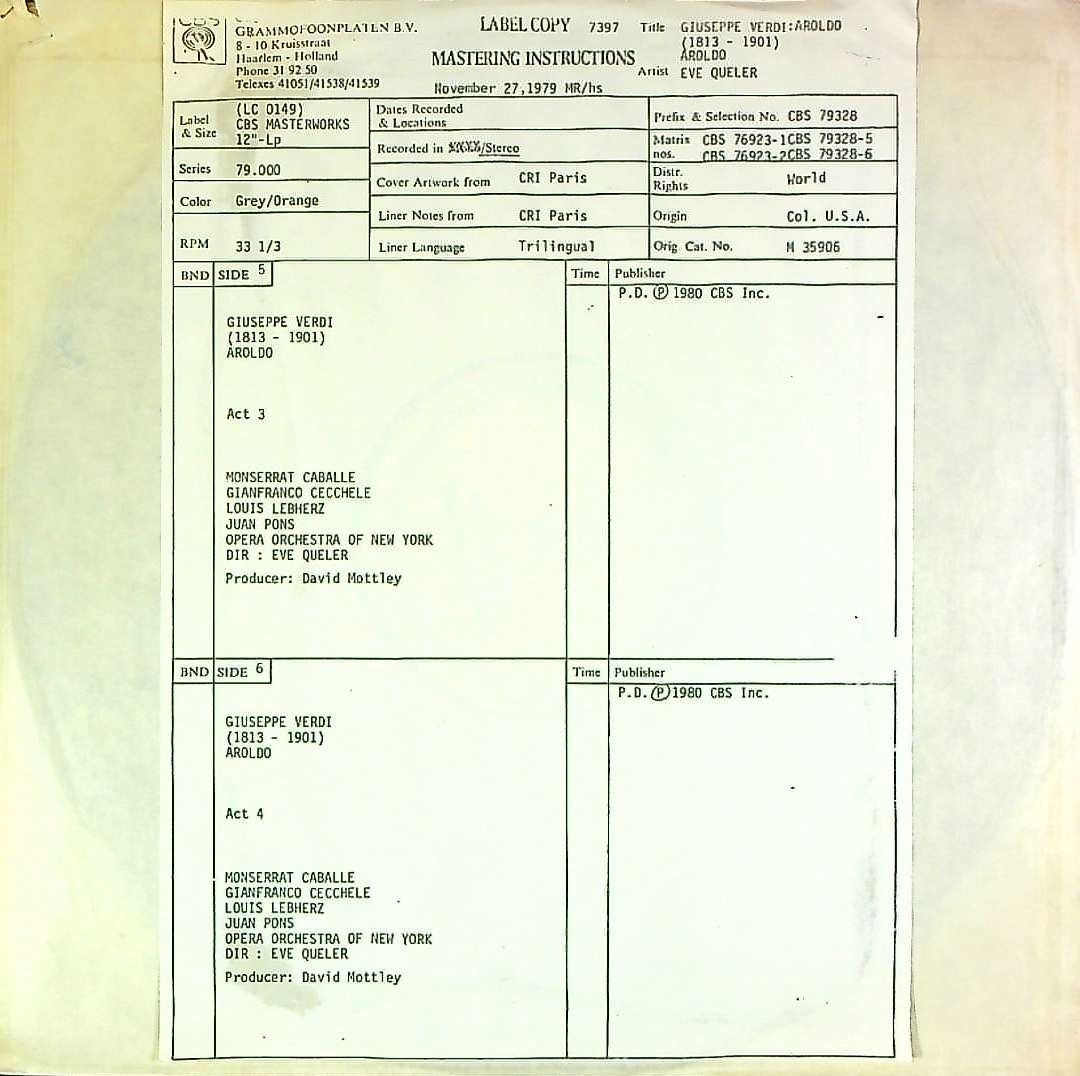 CBS
GRAMMOFOONPLATEN B.V.
8 - 10 Kruisstraat
Haarlem - Holland
Phone 31 92 50
Telexes 41051/41538/41539
LABEL COPY 7397
MASTERING INSTRUCTIONS
November 27,1979 MR/hs
Title GIUSEPPE VERDI:AROLDO
(1813 - 1901)
AROLDO
Artist EVE QUELER
Label & Size (LC 0149)
CBS MASTERWORKS
12"-Lp
Series 79.000
Color Grey/Orange
RPM 33 1/3
Dates Recorded
& Locations
Recorded in /Stereo
Cover Artwork from CRI Paris
Liner Notes from CRI Paris
Liner Language Trilingual
Prefix & Selection No. CBS 79328
Matrix CBS 76923-1CBS 79328-5
nos. CBS 76923-2CBS 79328-6
Distr. Rights World
Origin Col. U.S.A.
Orig Cat. No. M 35906
BND SIDE 5 Time Publisher
P.D. Ⓟ 1980 CBS Inc.
GIUSEPPE VERDI
(1813 - 1901)
AROLDO
Act 3
MONSERRAT CABALLE
GIANFRANCO CECCHELE
LOUIS LEBHERZ
JUAN PONS
OPERA ORCHESTRA OF NEW YORK
DIR : EVE QUELER
Producer: David Mottley
BND SIDE 6 Time Publisher
P.D. Ⓟ 1980 CBS Inc.
GIUSEPPE VERDI
(1813 - 1901)
AROLDO
Act 4
MONSERRAT CABALLE
GIANFRANCO CECCHELE
LOUIS LEBHERZ
JUAN PONS
OPERA ORCHESTRA OF NEW YORK
DIR : EVE QUELER
Producer: David Mottley